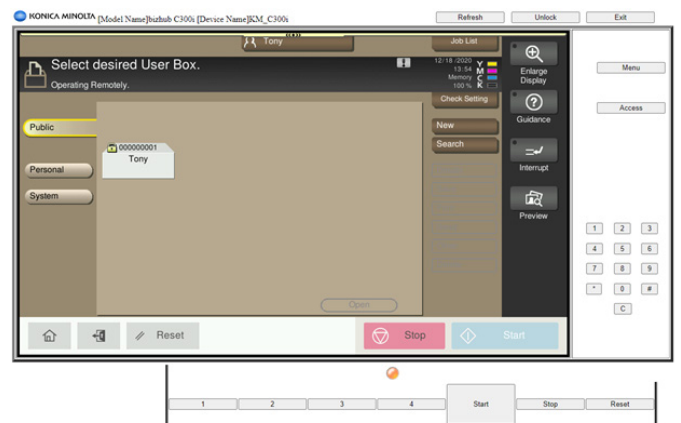 KONICA MINOLTA [Model Name]bizhub C300i [Device Name]KM_C300i
Refresh
Unlock
Exit
Tony
Job List
Select desired User Box.
Operating Remotely.
12/18/2020
13:54
Memory
100 %
Y
M
C
K
Enlarge
Display
Menu
Check Setting
Access
Guidance
Public
New
Search
000000001
Tony
Personal
Interrupt
System
Preview
1 2 3
4 5 6
7 8 9
* 0 #
C
Open
Reset
Stop
Start
1 2 3 4 Start Stop Reset